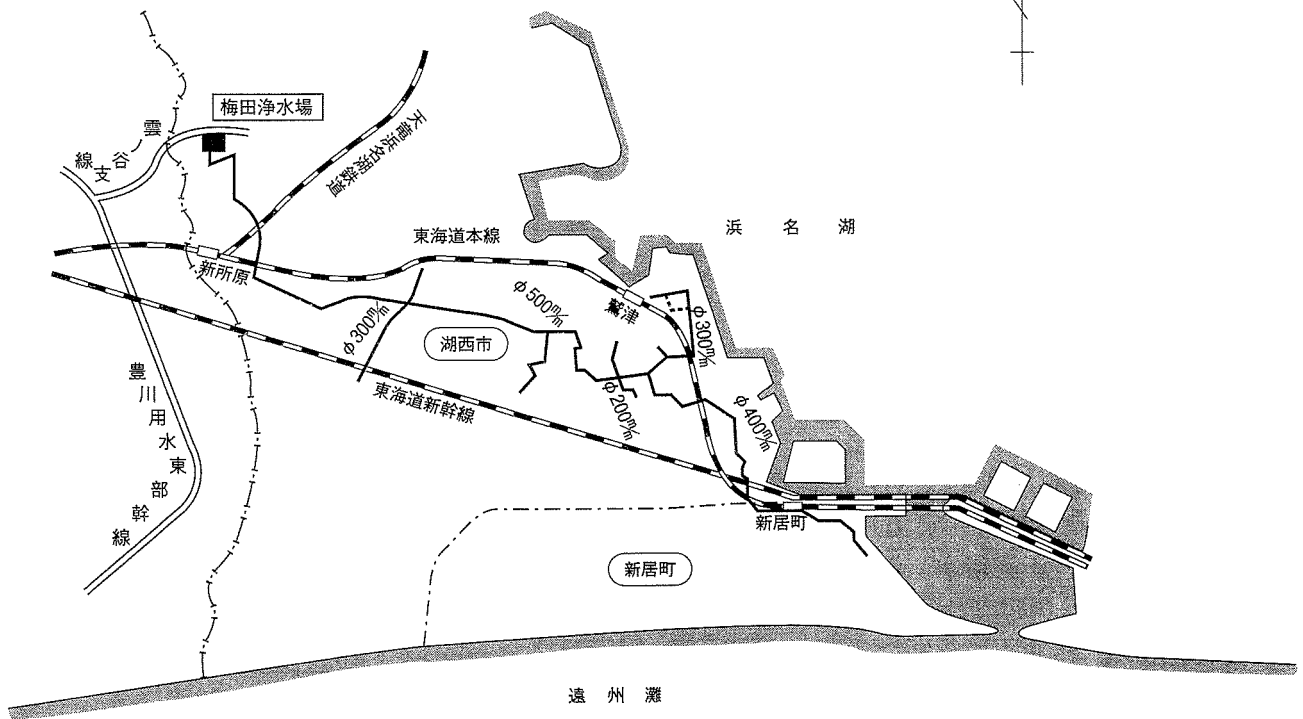 梅田浄水場
雲ノ谷支線
天竜浜名湖鉄道
浜名湖
東海道本線
新所原
鷲津
φ500m/m
φ300m/m
φ300m/m
湖西市
豊川用水東部幹線
東海道新幹線
φ200m/m
φ400m/m
新居町
新居町
遠州灘